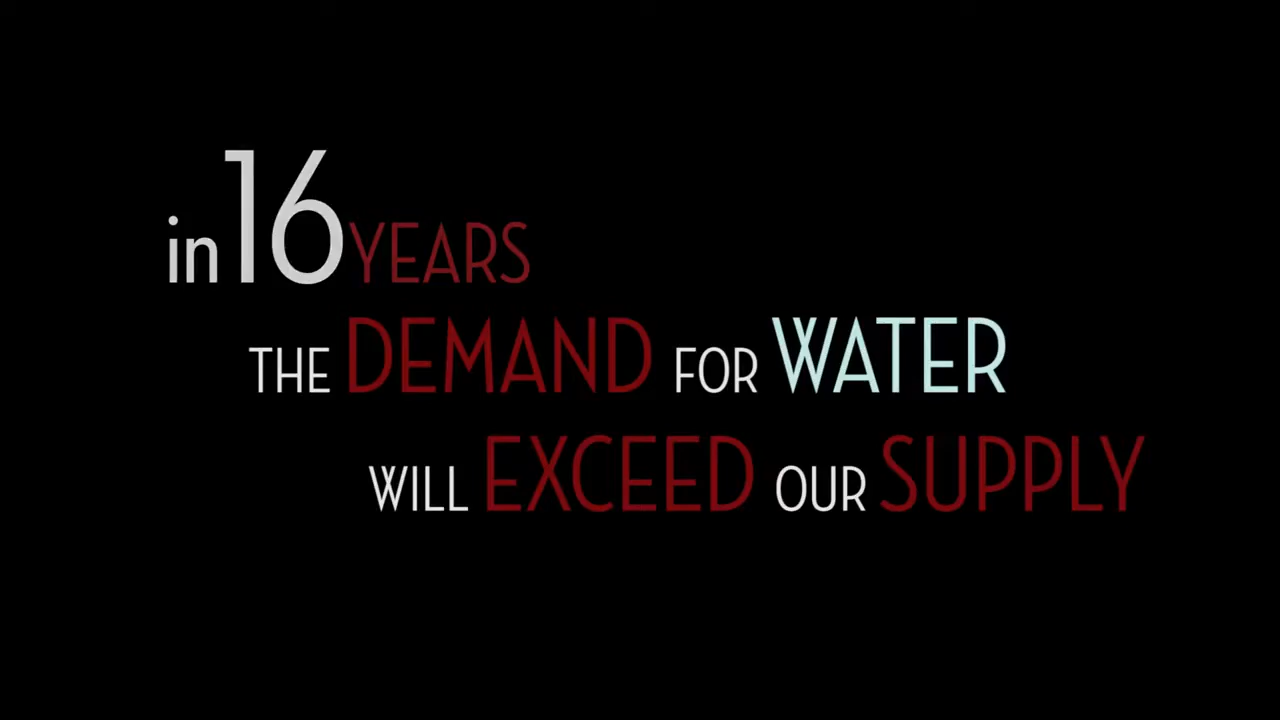 in 16 YEARS
THE DEMAND FOR WATER
WILL EXCEED OUR SUPPLY